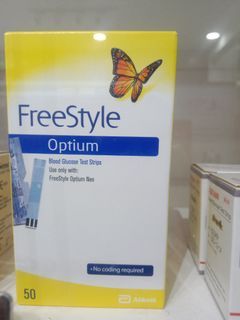 FreeStyle
Optium
Blood Glucose Test Strips
Use only with:
FreeStyle Optium Neo
• No coding required
50
Abbott